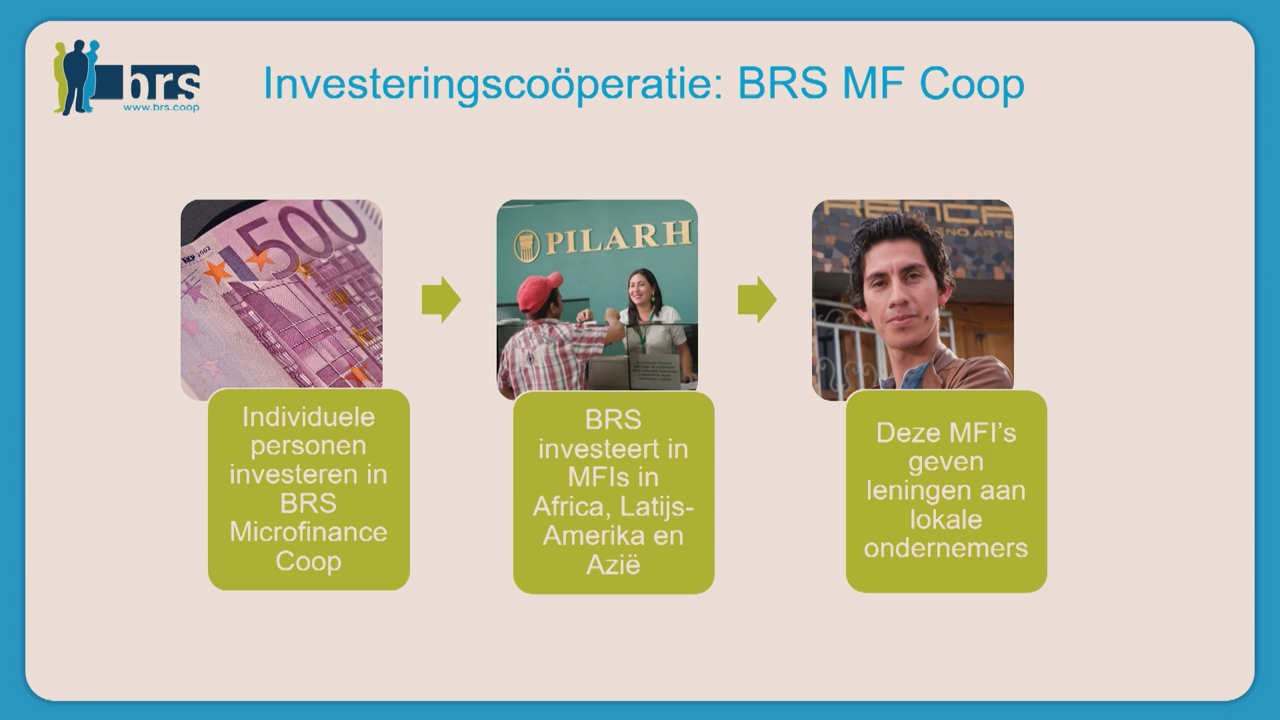 brs
www.brs.coop
Investeringscoöperatie: BRS MF Coop
500
PILARH
Individuele
personen
investeren in
BRS
Microfinance
Coop
BRS
investeert in
MFIs in
Africa, Latijs-
Amerika en
Azië
Deze MFI’s
geven
leningen aan
lokale
ondernemers